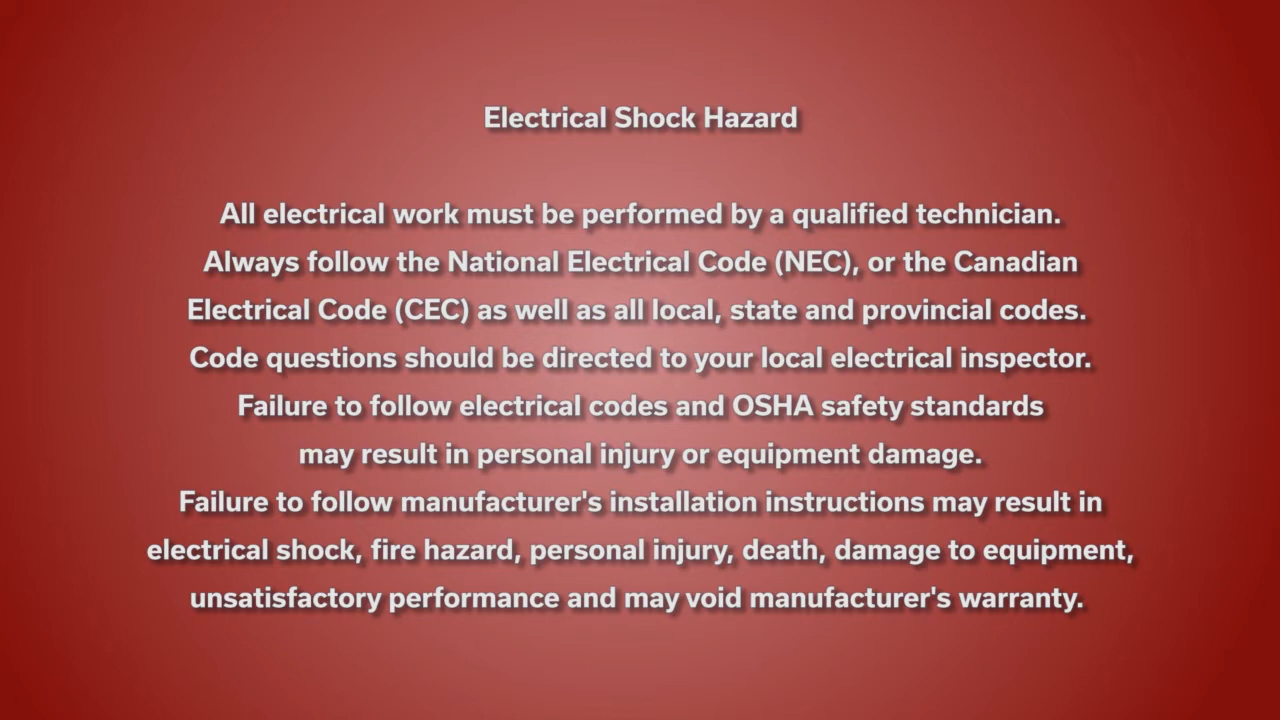 Electrical Shock Hazard
All electrical work must be performed by a qualified technician.
Always follow the National Electrical Code (NEC), or the Canadian
Electrical Code (CEC) as well as all local, state and provincial codes.
Code questions should be directed to your local electrical inspector.
Failure to follow electrical codes and OSHA safety standards
may result in personal injury or equipment damage.
Failure to follow manufacturer's installation instructions may result in
electrical shock, fire hazard, personal injury, death, damage to equipment,
unsatisfactory performance and may void manufacturer's warranty.